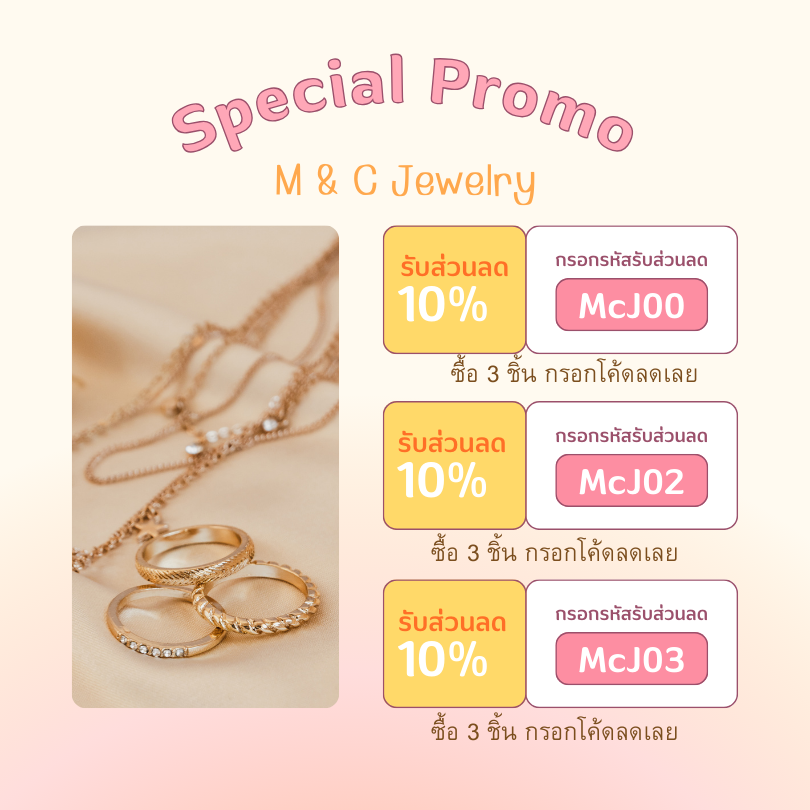 Special Promo
M & C Jewelry
รับส่วนลด
10%
กรอกรหัสรับส่วนลด
McJ00
ซื้อ 3 ชิ้น กรอกโค้ดลดเลย
รับส่วนลด
10%
กรอกรหัสรับส่วนลด
McJ02
ซื้อ 3 ชิ้น กรอกโค้ดลดเลย
รับส่วนลด
10%
กรอกรหัสรับส่วนลด
McJ03
ซื้อ 3 ชิ้น กรอกโค้ดลดเลย